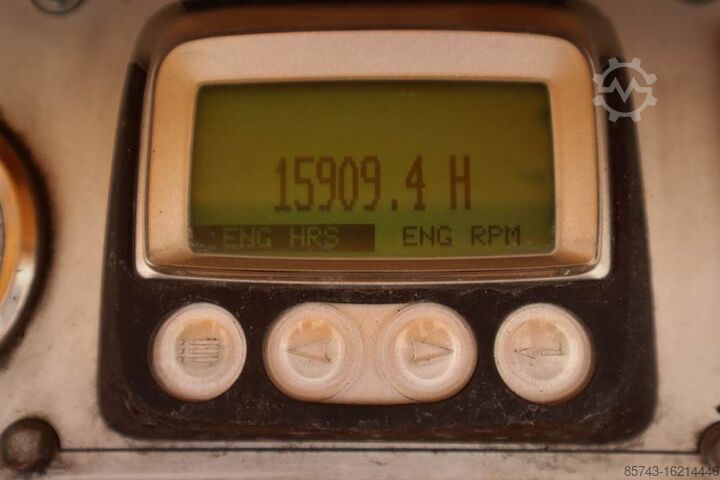 15909.4 H
ENG HRS ENG RPM
85743-16214446